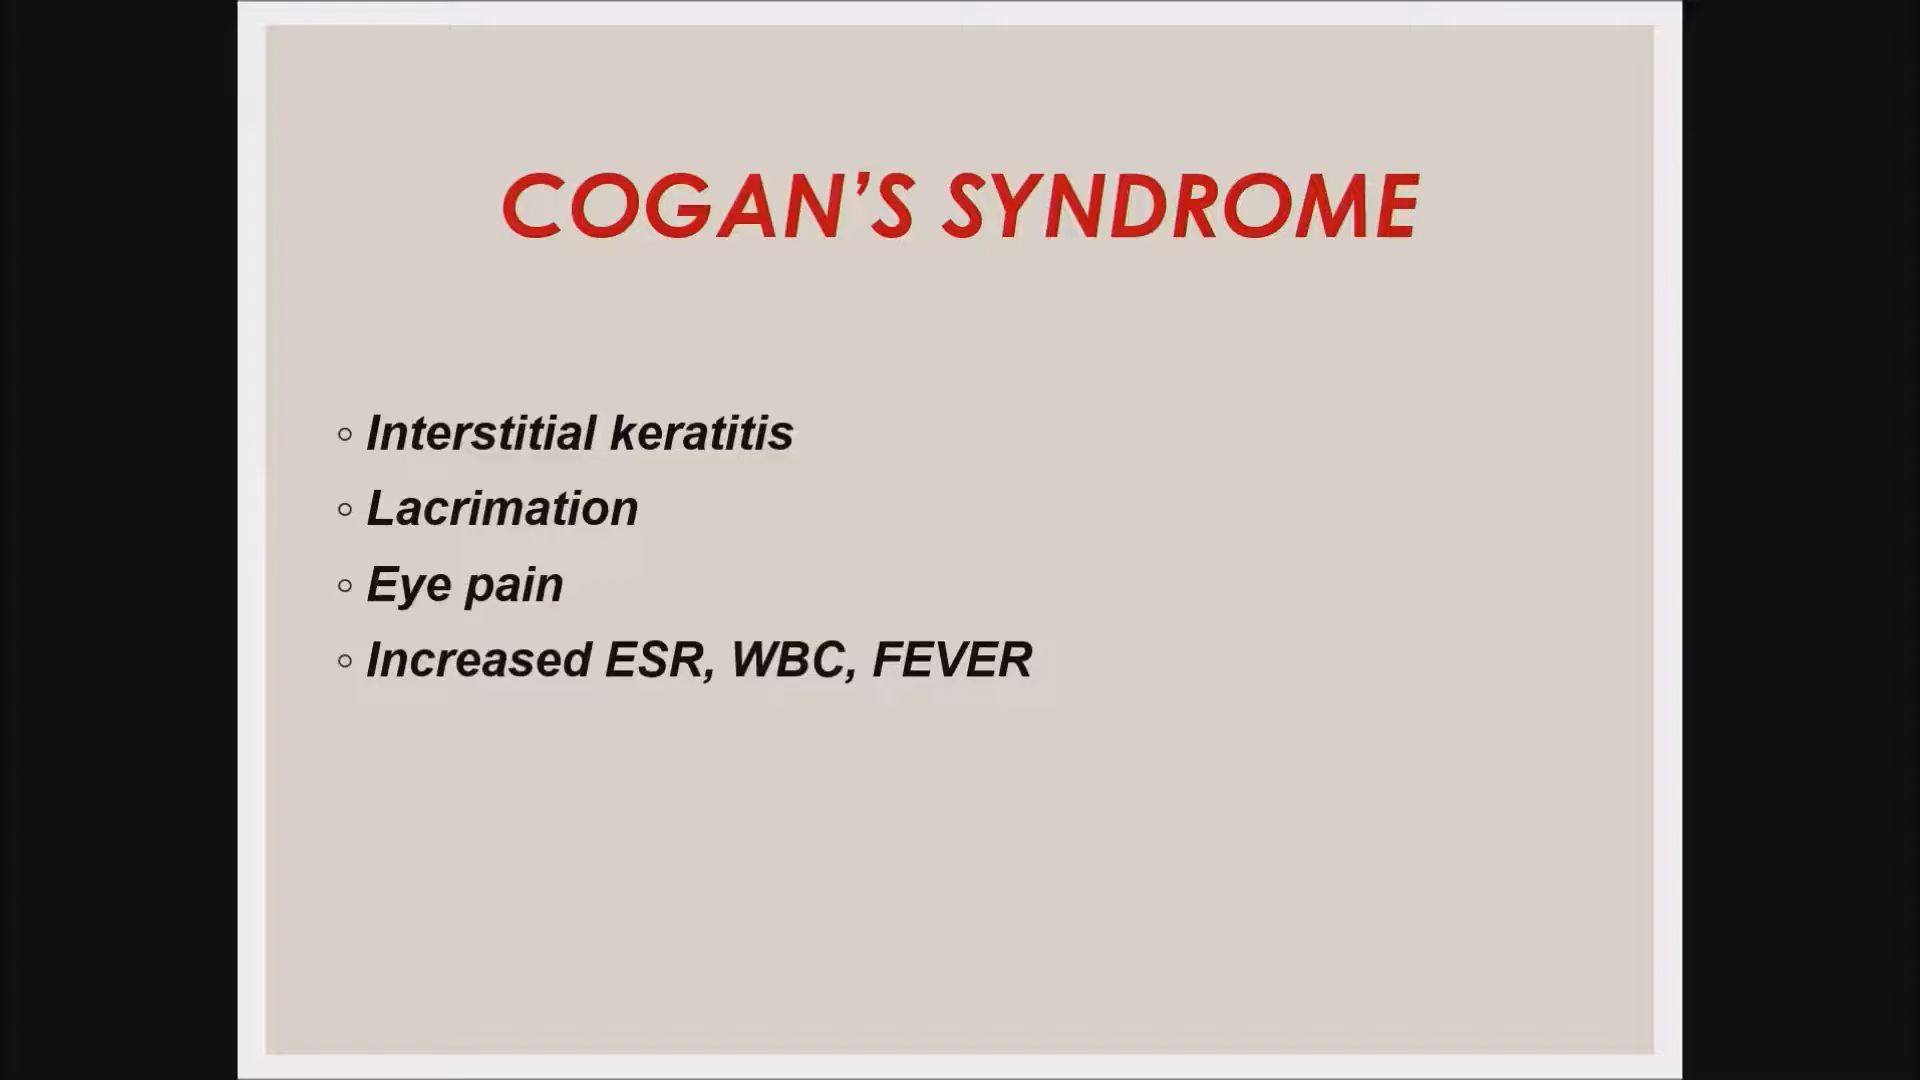 COGAN’S SYNDROME
◦ Interstitial keratitis
◦ Lacrimation
◦ Eye pain
◦ Increased ESR, WBC, FEVER